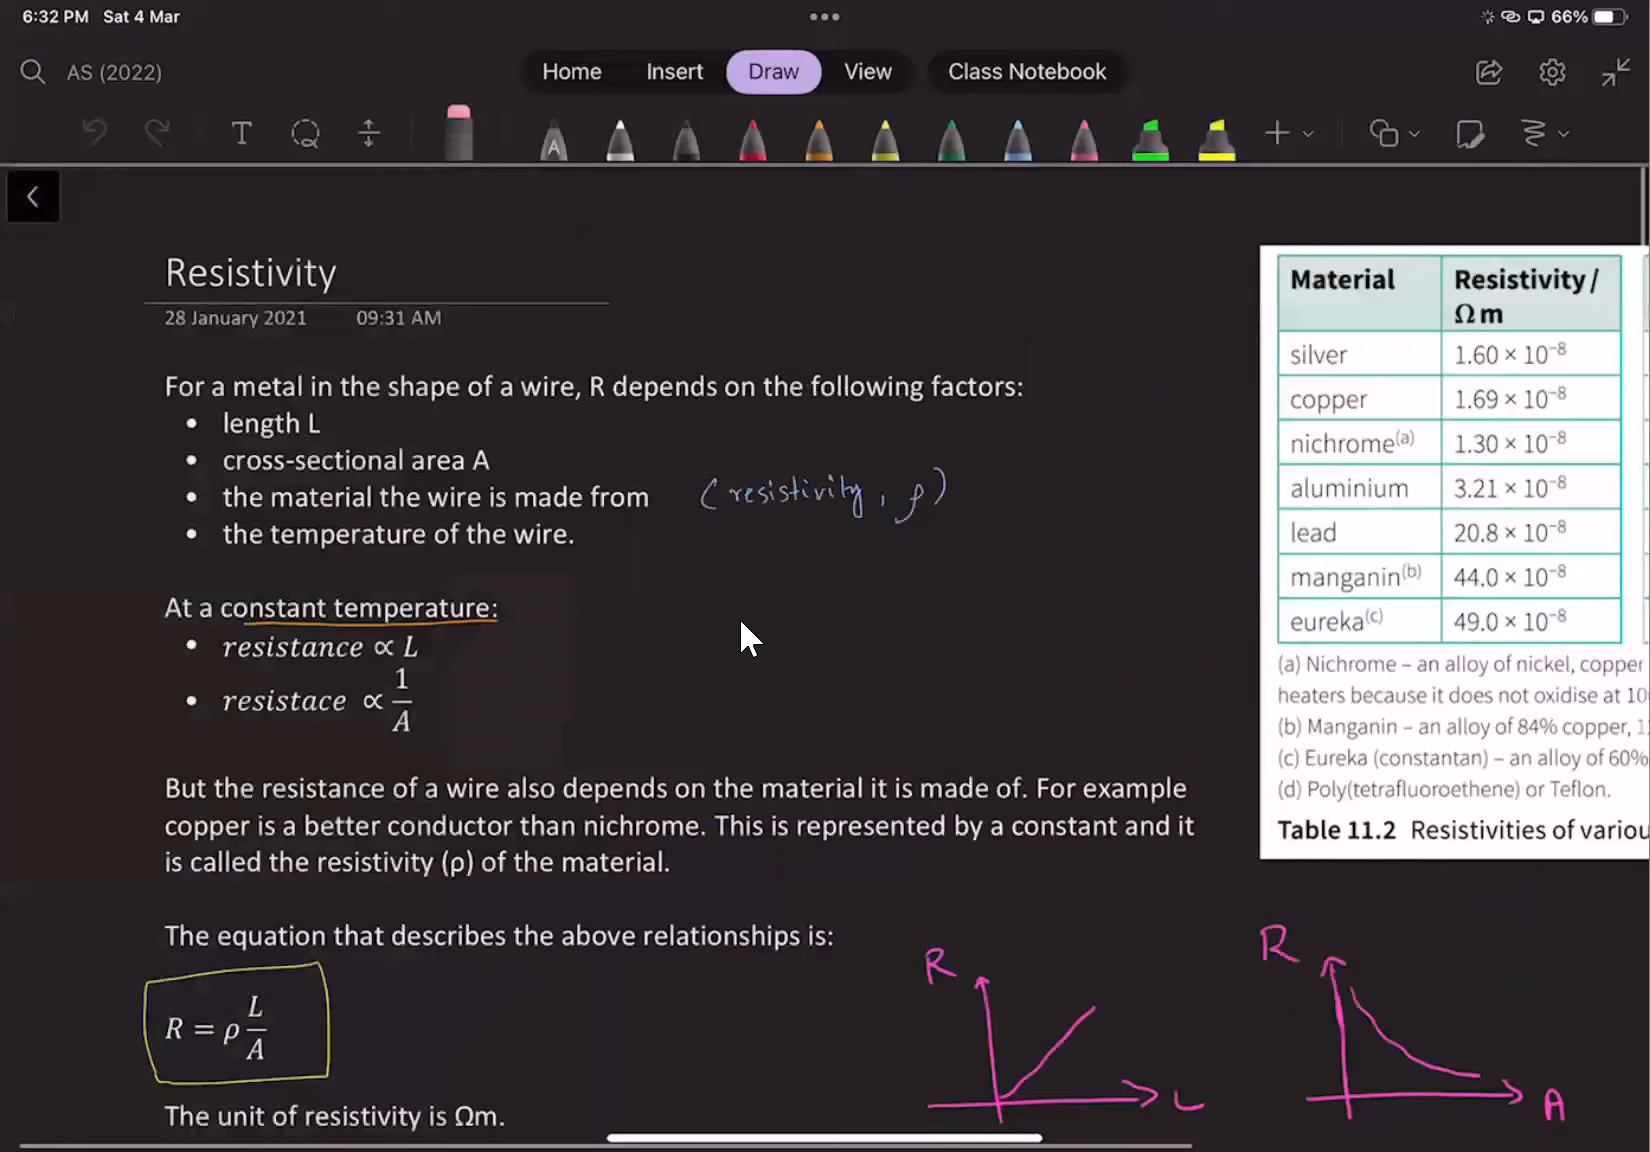 6:32 PM Sat 4 Mar
66%
AS (2022)
Home Insert Draw View Class Notebook
T
A
Resistivity
28 January 2021 09:31 AM
For a metal in the shape of a wire, R depends on the following factors:
• length L
• cross-sectional area A
• the material the wire is made from (resistivity, ρ)
• the temperature of the wire.
At a constant temperature:
• resistance ∝ L
• resistace ∝ 1/A
But the resistance of a wire also depends on the material it is made of. For example
copper is a better conductor than nichrome. This is represented by a constant and it
is called the resistivity (ρ) of the material.
The equation that describes the above relationships is:
R = ρ L/A
The unit of resistivity is Ωm.
R
L
R
A
Material Resistivity /
Ω m
silver 1.60 × 10⁻⁸
copper 1.69 × 10⁻⁸
nichrome⁽ᵃ⁾ 1.30 × 10⁻⁸
aluminium 3.21 × 10⁻⁸
lead 20.8 × 10⁻⁸
manganin⁽ᵇ⁾ 44.0 × 10⁻⁸
eureka⁽ᶜ⁾ 49.0 × 10⁻⁸
(a) Nichrome – an alloy of nickel, copper
heaters because it does not oxidise at 10
(b) Manganin – an alloy of 84% copper, 1
(c) Eureka (constantan) – an alloy of 60%
(d) Poly(tetrafluoroethene) or Teflon.
Table 11.2 Resistivities of variou